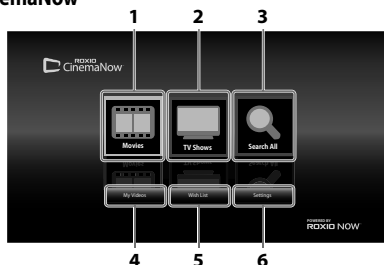 emaNow
1 2 3
ROXIO
CinemaNow
Movies TV Shows Search All
My Videos Wish List Settings
POWERED BY
ROXIO NOW
4 5 6